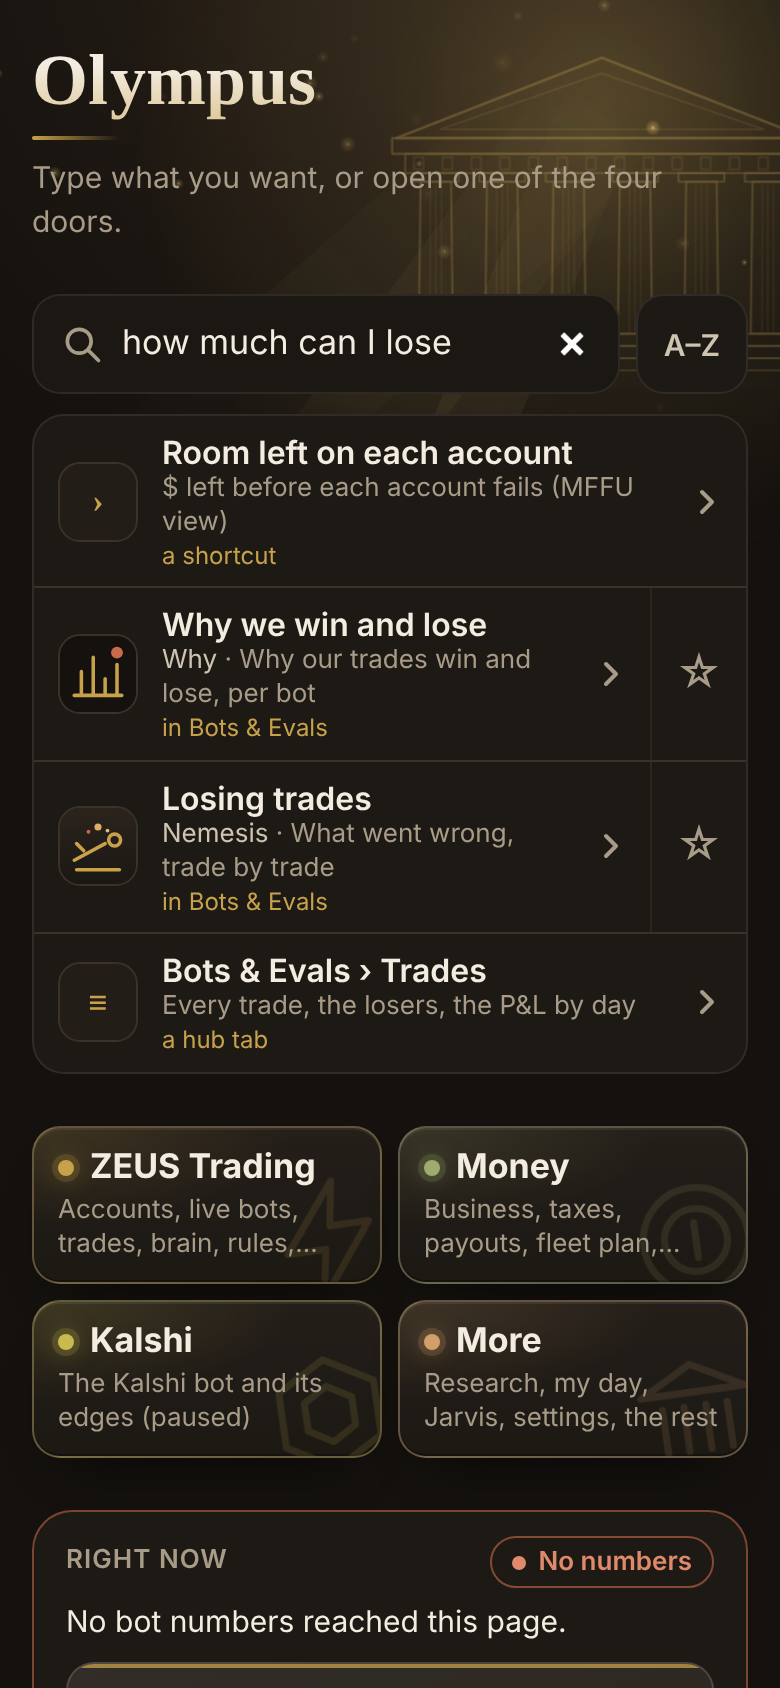 Olympus
Type what you want, or open one of the four
doors.
how much can I lose
A–Z
Room left on each account
$ left before each account fails (MFFU
view)
a shortcut
Why we win and lose
Why · Why our trades win and
lose, per bot
in Bots & Evals
Losing trades
Nemesis · What went wrong,
trade by trade
in Bots & Evals
Bots & Evals › Trades
Every trade, the losers, the P&L by day
a hub tab
ZEUS Trading
Accounts, live bots,
trades, brain, rules,...
Money
Business, taxes,
payouts, fleet plan,...
Kalshi
The Kalshi bot and its
edges (paused)
More
Research, my day,
Jarvis, settings, the rest
RIGHT NOW
No numbers
No bot numbers reached this page.